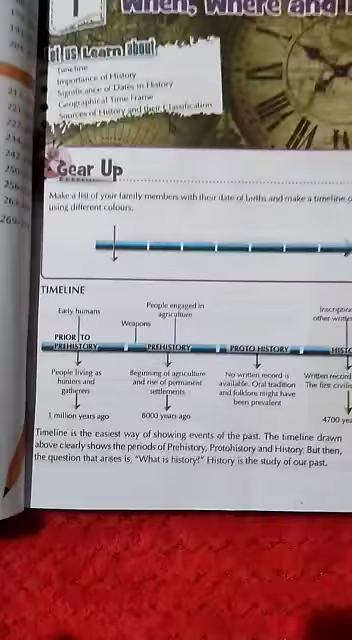 1
When, Where and
Let us Learn about
Timeline
Importance of History
Significance of Dates in History
Geographical Time Frame
Sources of History and their Classification
Gear Up
Make a list of your family members with their date of births and make a timeline
using different colours.
TIMELINE
Early humans
Weapons
People engaged in
agriculture
other
PRIOR TO
PREHISTORY
PREHISTORY
PROTO HISTORY
People living as
hunters and
gatherers
1 million years ago
Beginning of agriculture
and rise of permanent
settlements
8000 years ago
No written record is
available. Oral tradition
and folklore might have
been prevalent
Written record
The first
4700
Timeline is the easiest way of showing events of the past. The timeline drawn
above clearly shows the periods of Prehistory, Protohistory and History. But then,
the question that arises is, "What is history?" History is the study of our past.